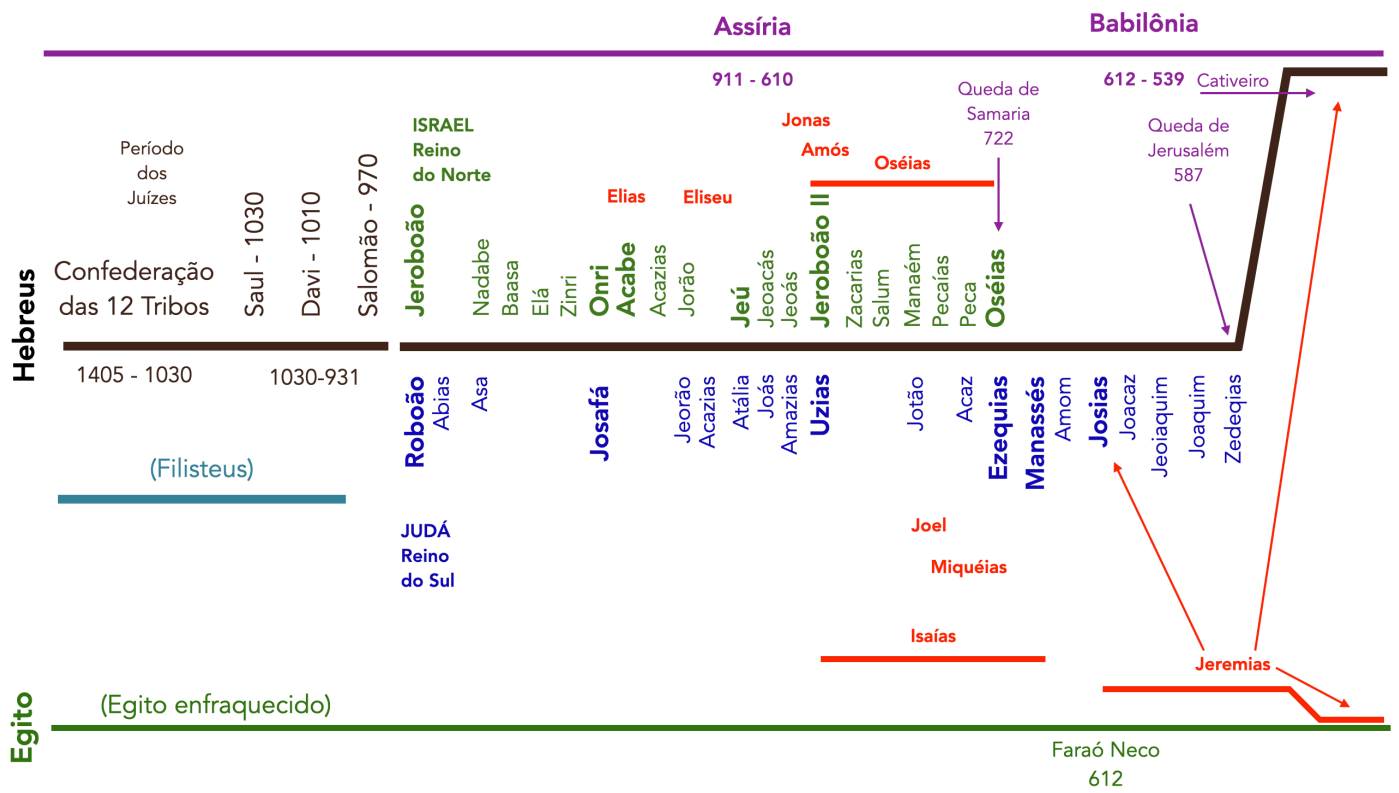 Assíria
Babilônia
911 - 610
612 - 539
Cativeiro
Queda de
Samaria
722
Queda de
Jerusalém
587
Jonas
Amós
Oséias
ISRAEL
Reino
do Norte
Elias
Eliseu
Período
dos
Juízes
Hebreus
Confederação
das 12 Tribos
Saul - 1030
Davi - 1010
Salomão - 970
Jeroboão
Nadabe
Baasa
Elá
Zinri
Onri
Acabe
Acazias
Jorão
Jeú
Jeoacás
Jeoás
Jeroboão II
Zacarias
Salum
Manaém
Pecaías
Peca
Oséias
1405 - 1030
1030-931
Roboão
Abias
Asa
Josafá
Jeorão
Acazias
Atália
Joás
Amazias
Uzias
Jotão
Acaz
Ezequias
Manassés
Amom
Josias
Joacaz
Jeoiaquim
Joaquim
Zedeqias
(Filisteus)
JUDÁ
Reino
do Sul
Joel
Miquéias
Isaías
Jeremias
Egito
(Egito enfraquecido)
Faraó Neco
612